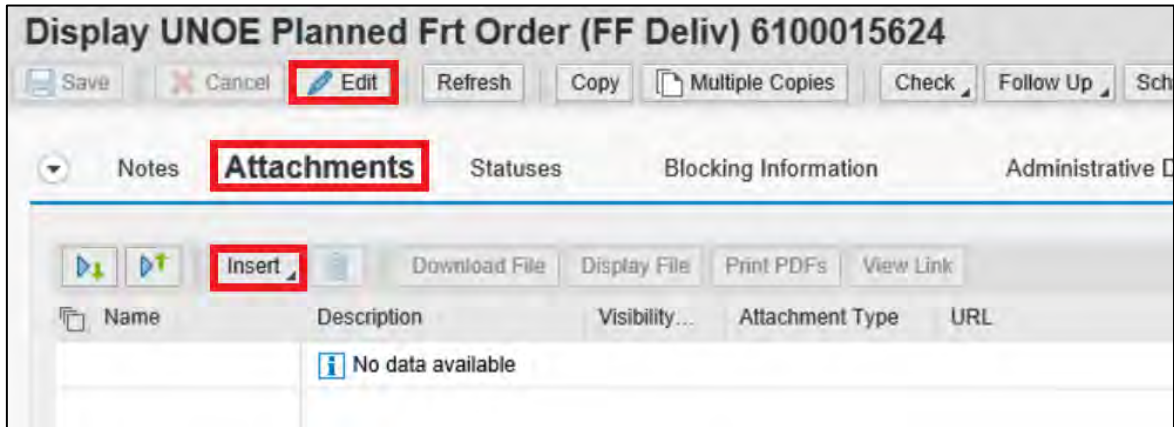 Display UNOE Planned Frt Order (FF Deliv) 6100015624
Save Cancel Edit Refresh Copy Multiple Copies Check Follow Up Sch
Notes Attachments Statuses Blocking Information Administrative D
Insert Download File Display File Print PDFs View Link
Name Description Visibility... Attachment Type URL
No data available